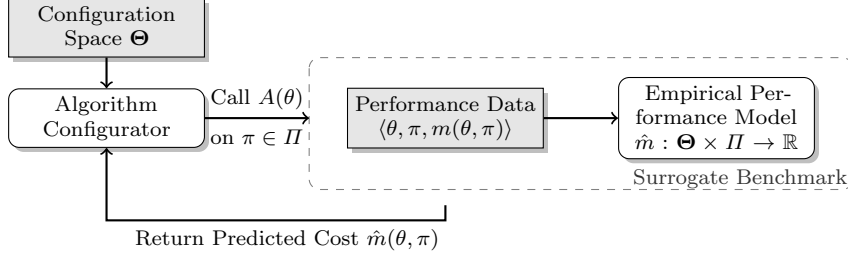 Configuration
Space Θ
Algorithm
Configurator
Call A(θ)
on π ∈ Π
Performance Data
⟨θ, π, m(θ, π)⟩
Empirical Per-
formance Model
m̂ : Θ × Π → ℝ
Surrogate Benchmark
Return Predicted Cost m̂(θ, π)